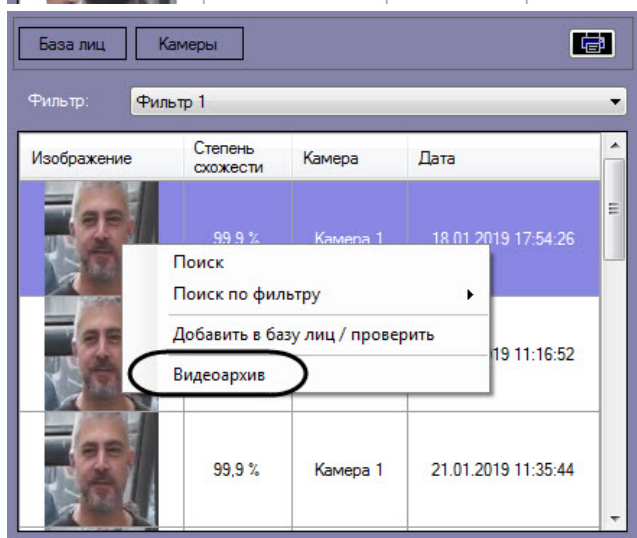 База лиц
Камеры
Фильтр:
Фильтр 1
Изображение
Степень схожести
Камера
Дата
99.9 %
Камера 1
18.01.2019 17:54:26
Поиск
Поиск по фильтру
Добавить в базу лиц / проверить
19 11:16:52
Видеоархив
99,9 %
Камера 1
21.01.2019 11:35:44